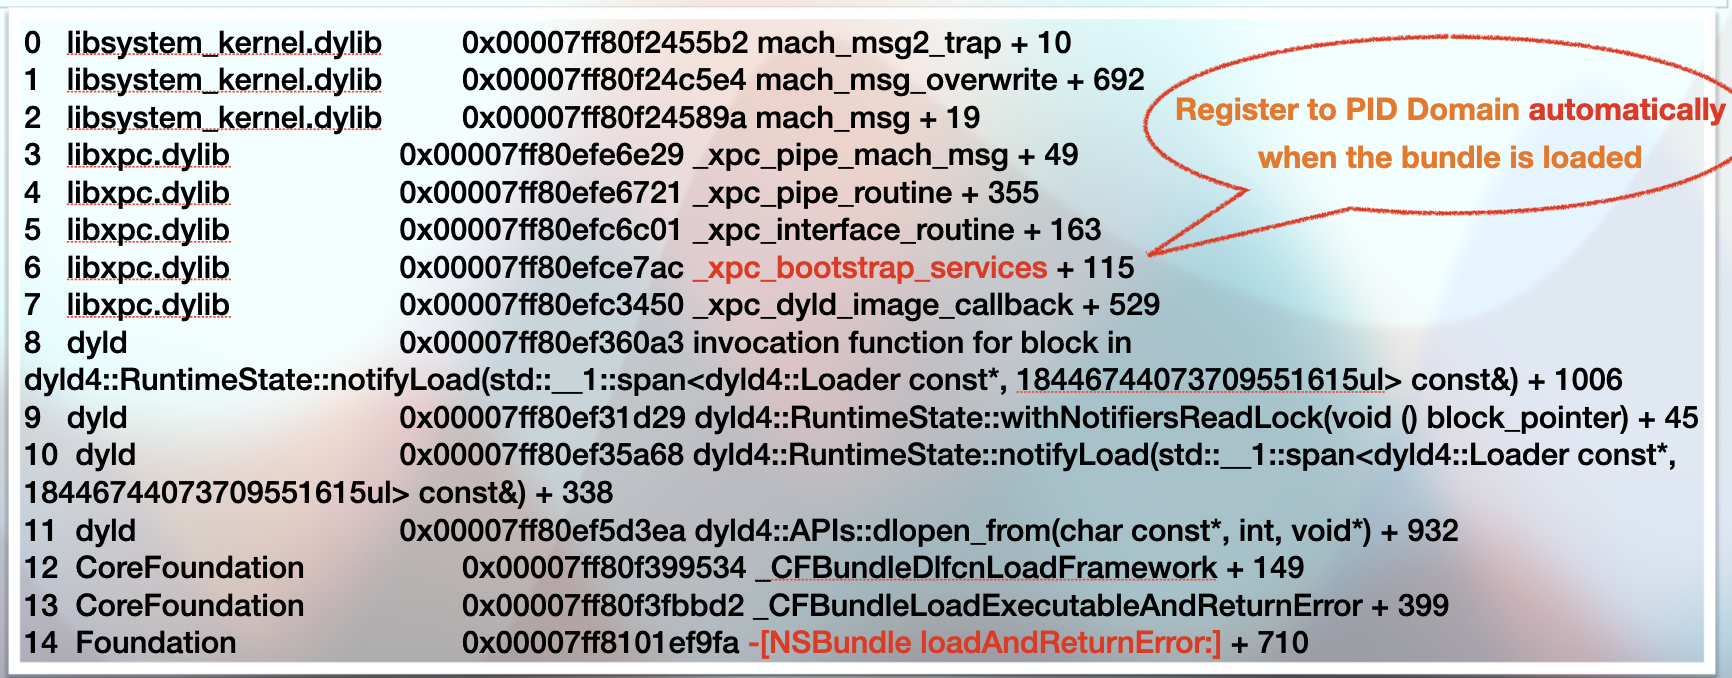 0 libsystem_kernel.dylib 0x00007ff80f2455b2 mach_msg2_trap + 10
1 libsystem_kernel.dylib 0x00007ff80f24c5e4 mach_msg_overwrite + 692
2 libsystem_kernel.dylib 0x00007ff80f24589a mach_msg + 19
3 libxpc.dylib 0x00007ff80efe6e29 _xpc_pipe_mach_msg + 49
4 libxpc.dylib 0x00007ff80efe6721 _xpc_pipe_routine + 355
5 libxpc.dylib 0x00007ff80efc6c01 _xpc_interface_routine + 163
6 libxpc.dylib 0x00007ff80efce7ac _xpc_bootstrap_services + 115
7 libxpc.dylib 0x00007ff80efc3450 _xpc_dyld_image_callback + 529
8 dyld 0x00007ff80ef360a3 invocation function for block in
dyld4::RuntimeState::notifyLoad(std::__1::span<dyld4::Loader const*, 18446744073709551615ul> const&) + 1006
9 dyld 0x00007ff80ef31d29 dyld4::RuntimeState::withNotifiersReadLock(void () block_pointer) + 45
10 dyld 0x00007ff80ef35a68 dyld4::RuntimeState::notifyLoad(std::__1::span<dyld4::Loader const*,
18446744073709551615ul> const&) + 338
11 dyld 0x00007ff80ef5d3ea dyld4::APIs::dlopen_from(char const*, int, void*) + 932
12 CoreFoundation 0x00007ff80f399534 _CFBundleDlfcnLoadFramework + 149
13 CoreFoundation 0x00007ff80f3fbbd2 _CFBundleLoadExecutableAndReturnError + 399
14 Foundation 0x00007ff8101ef9fa -[NSBundle loadAndReturnError:] + 710
Register to PID Domain automatically
when the bundle is loaded